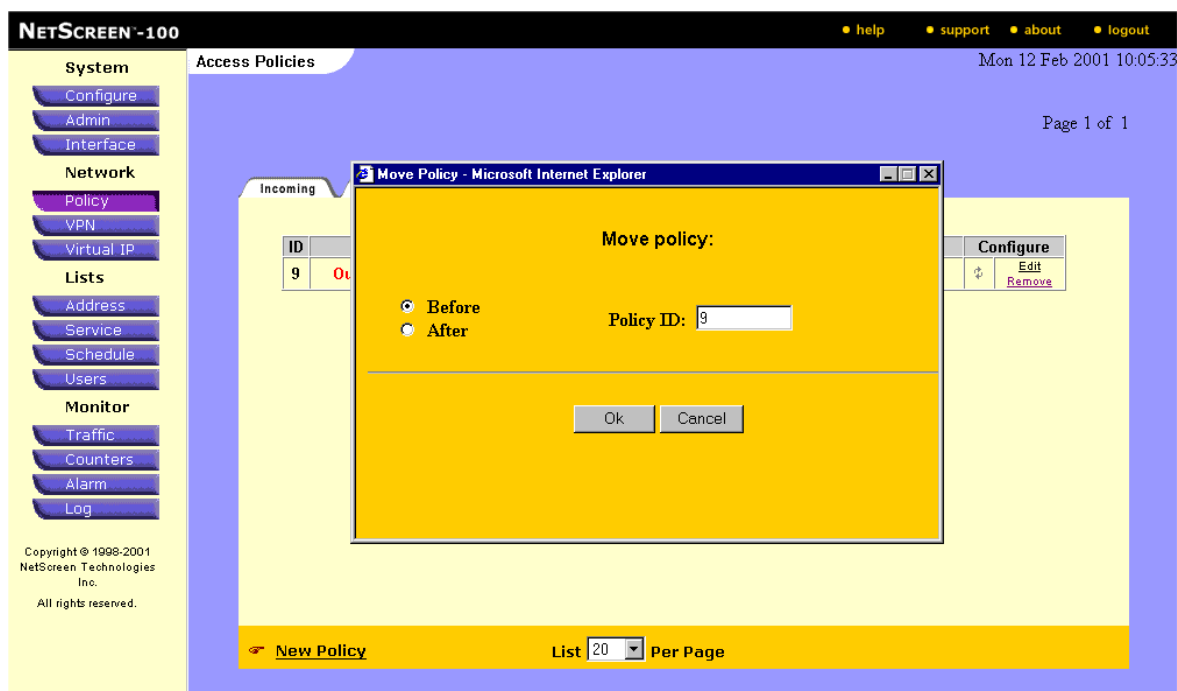 NETSCREEN™-100
help
support
about
logout
System
Configure
Admin
Interface
Network
Policy
VPN
Virtual IP
Lists
Address
Service
Schedule
Users
Monitor
Traffic
Counters
Alarm
Log
Copyright © 1998-2001
NetScreen Technologies
Inc.
All rights reserved.
Access Policies
Mon 12 Feb 2001 10:05:33
Page 1 of 1
Incoming
ID
Configure
9
Edit
Remove
Move Policy - Microsoft Internet Explorer
Move policy:
Before
After
Policy ID: 9
Ok
Cancel
New Policy
List 20 Per Page